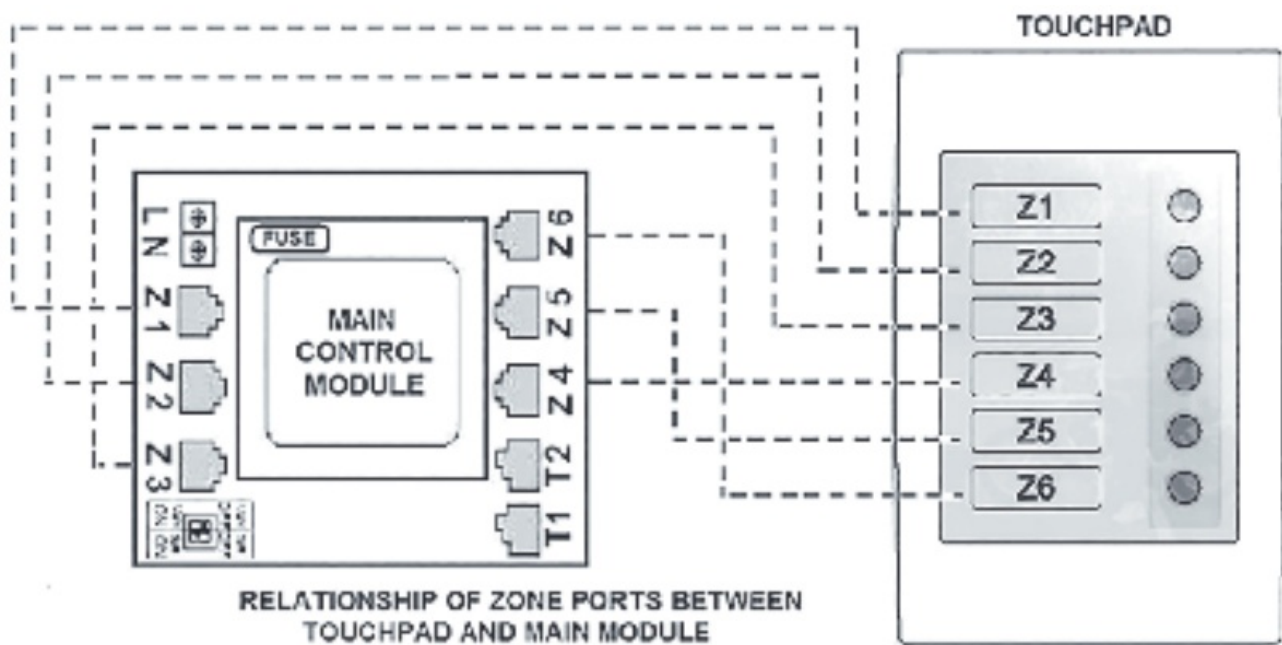 TOUCHPAD
L N
Z1
Z2
Z3
FUSE
MAIN
CONTROL
MODULE
Z6
Z5
Z4
T2
T1
Z1
Z2
Z3
Z4
Z5
Z6
RELATIONSHIP OF ZONE PORTS BETWEEN
TOUCHPAD AND MAIN MODULE